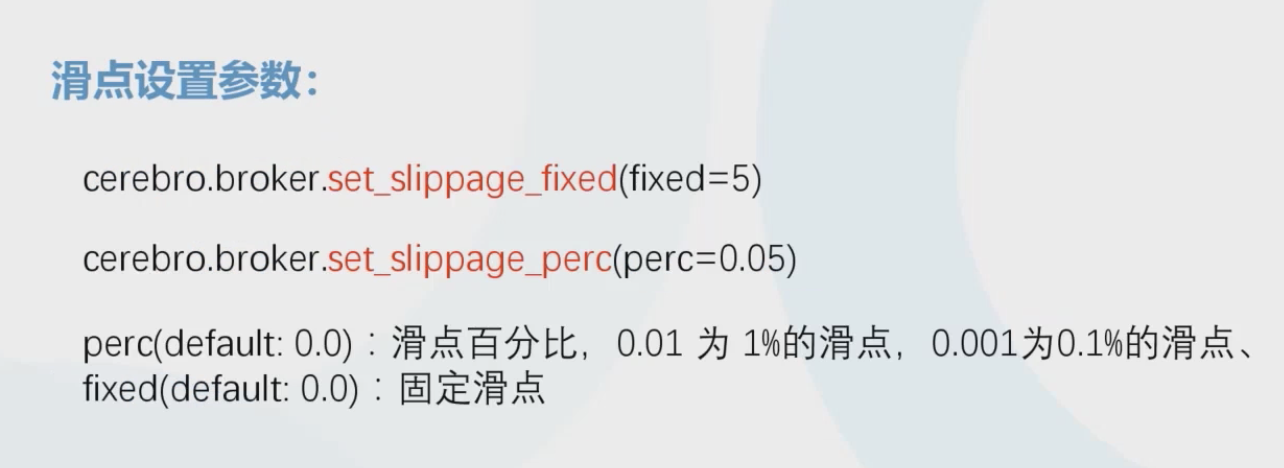 滑点设置参数：
cerebro.broker.set_slippage_fixed(fixed=5)
cerebro.broker.set_slippage_perc(perc=0.05)
perc(default: 0.0)：滑点百分比，0.01 为 1%的滑点，0.001为0.1%的滑点、
fixed(default: 0.0)：固定滑点